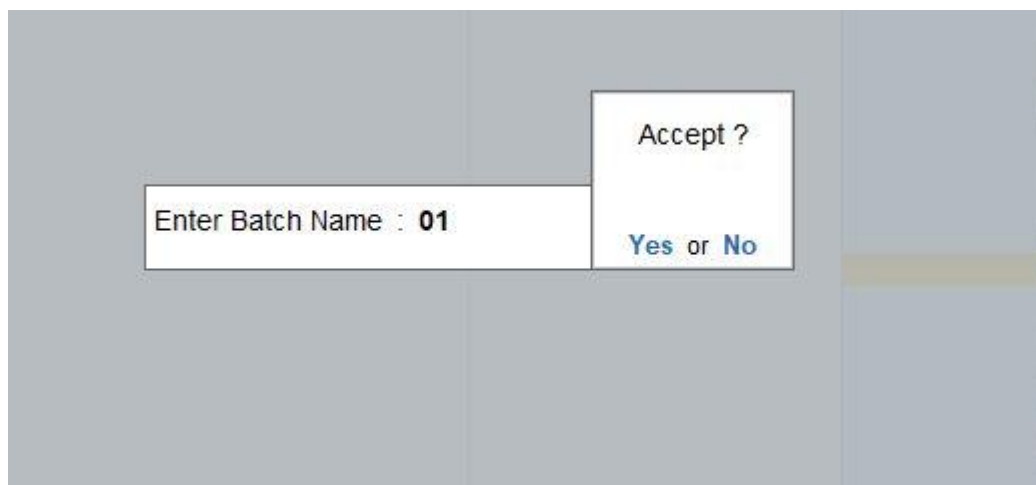 Accept ?
Enter Batch Name : 01
Yes or No